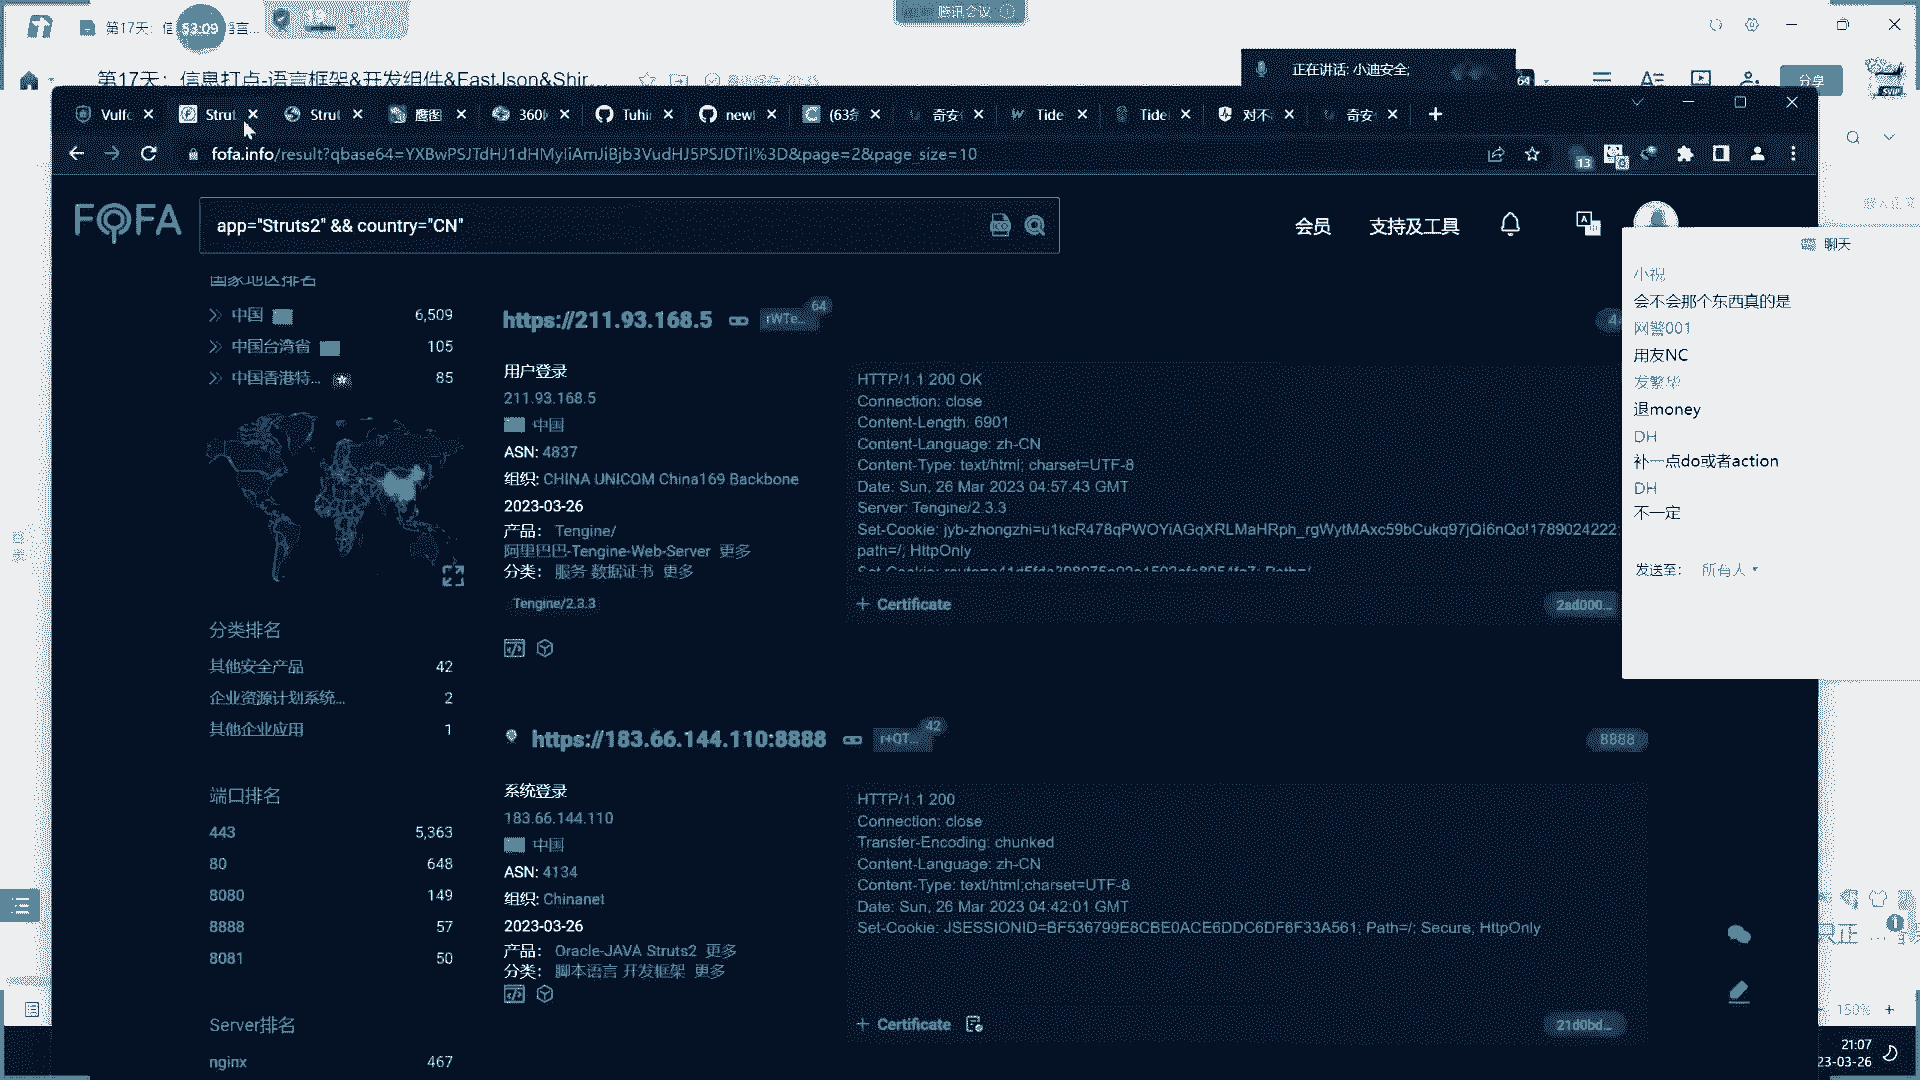 第17天：信
言...
53:09
腾讯会议
第17天：信息打点-语言框架&开发组件&FastJson&Shir...
正在讲话: 小迪安全;
64
分享
SVIP
Vulf
Strut
Strut
鹰图
360
Tuhi
new
(63条
奇安
Tide
Tide
对不
奇安
fofa.info/result?qbase64=YXBwPSJTdHJ1dHMyIiAmJiBjb3VudHJ5PSJDTiI%3D&page=2&page_size=10
13
FOFA
app="Struts2" && country="CN"
会员
支持及工具
聊天
小祝
会不会那个东西真的是
网警001
用友NC
发繁华
退money
DH
补一点do或者action
DH
不一定
发送至:
所有人
国家地区排名
中国 6,509
中国台湾省 105
中国香港特... 85
分类排名
其他安全产品 42
企业资源计划系统... 2
其他企业应用 1
端口排名
443 5,363
80 648
8080 149
8888 57
8081 50
Server排名
nginx 467
https://211.93.168.5
rWTe...
64
用户登录
211.93.168.5
中国
ASN: 4837
组织: CHINA UNICOM China169 Backbone
2023-03-26
产品: Tengine/
阿里巴巴-Tengine-Web-Server 更多
分类: 服务 数据证书 更多
Tengine/2.3.3
HTTP/1.1 200 OK
Connection: close
Content-Length: 6901
Content-Language: zh-CN
Content-Type: text/html; charset=UTF-8
Date: Sun, 26 Mar 2023 04:57:43 GMT
Server: Tengine/2.3.3
Set-Cookie: jyb-zhongzhi=u1kcR478qPWOYiAGqXRLMaHRph_rgWytMAxc59bCukq97jQi6nQo!1789024222;
path=/; HttpOnly
+ Certificate
2ad000...
https://183.66.144.110:8888
r+QT...
42
8888
系统登录
183.66.144.110
中国
ASN: 4134
组织: Chinanet
2023-03-26
产品: Oracle-JAVA Struts2 更多
分类: 脚本语言 开发框架 更多
HTTP/1.1 200
Connection: close
Transfer-Encoding: chunked
Content-Language: zh-CN
Content-Type: text/html;charset=UTF-8
Date: Sun, 26 Mar 2023 04:42:01 GMT
Set-Cookie: JSESSIONID=BF536799E8CBE0ACE6DDC6DF6F33A561; Path=/; Secure; HttpOnly
+ Certificate
21d0bd...
150%
21:07
23-03-26